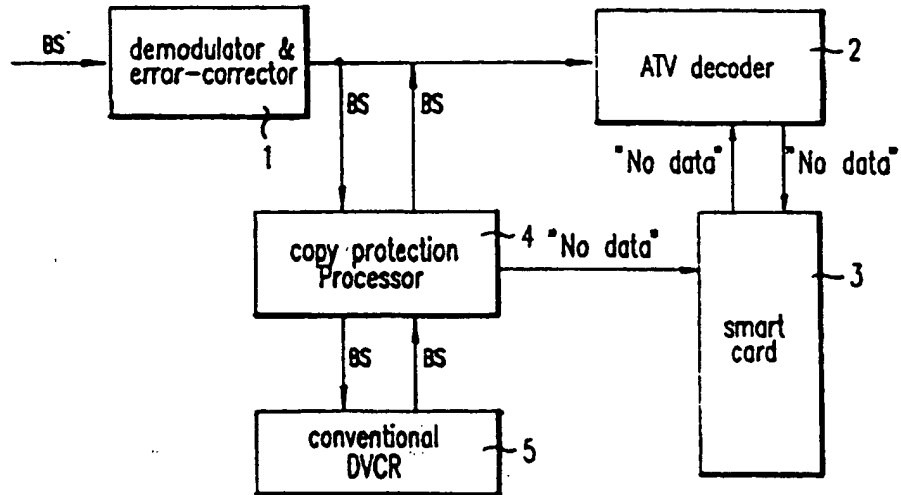 BS
demodulator &
error-corrector
1
ATV decoder
2
BS
BS
"No data"
"No data"
copy protection
Processor
4
"No data"
smart
card
3
BS
BS
conventional
DVCR
5